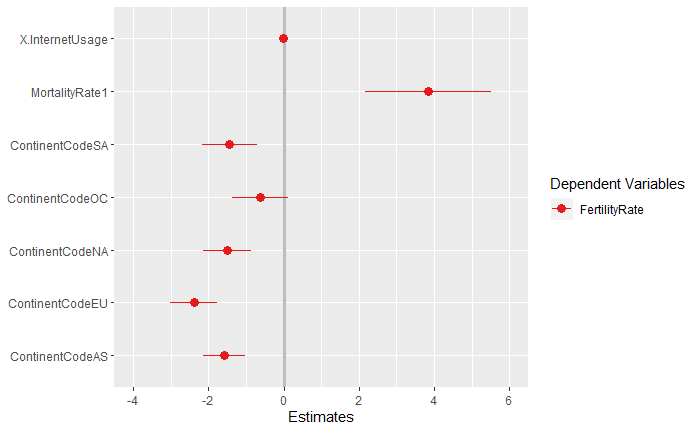 X.InternetUsage
MortalityRate1
ContinentCodeSA
ContinentCodeOC
ContinentCodeNA
ContinentCodeEU
ContinentCodeAS
-4 -2 0 2 4 6
Estimates
Dependent Variables
FertilityRate